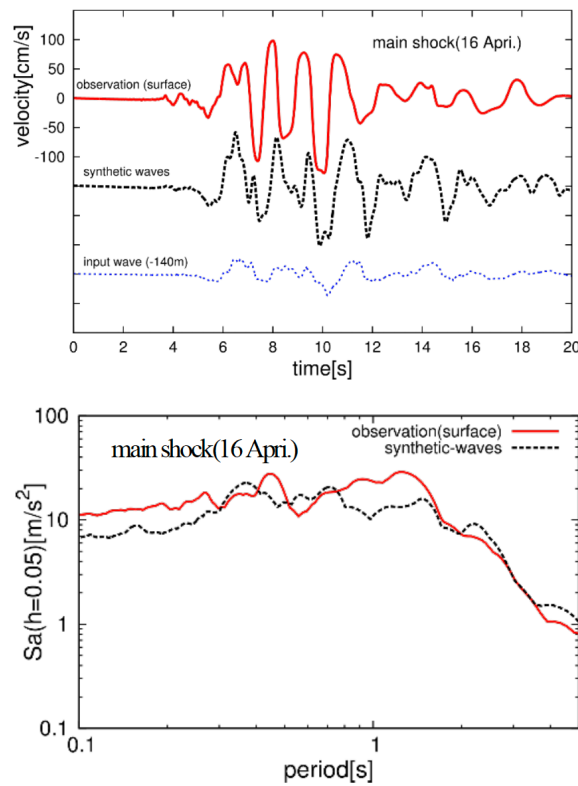 main shock(16 Apri.)
velocity[cm/s]
100
50
0
-50
-100
observation (surface)
synthetic waves
input wave (-140m)
0 2 4 6 8 10 12 14 16 18 20
time[s]
main shock(16 Apri.)
observation(surface)
synthetic-waves
Sa(h=0.05)[m/s²]
100
10
1
0.1
0.1 1
period[s]